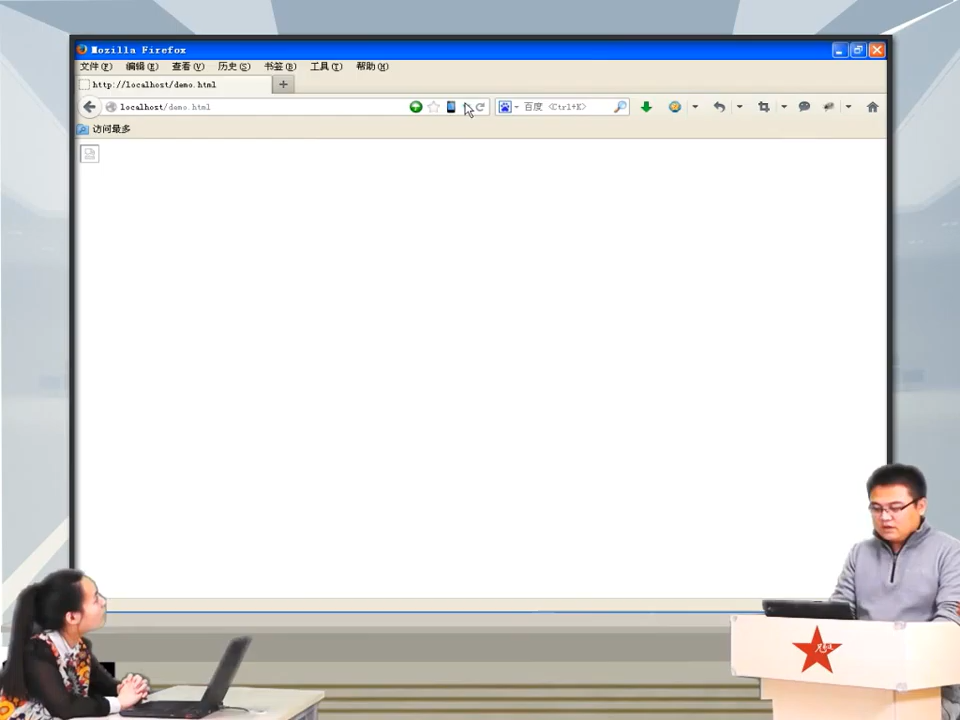 Mozilla Firefox
文件(F) 编辑(E) 查看(V) 历史(S) 书签(B) 工具(T) 帮助(H)
http://localhost/demo.html
localhost/demo.html 百度 <Ctrl+K>
访问最多